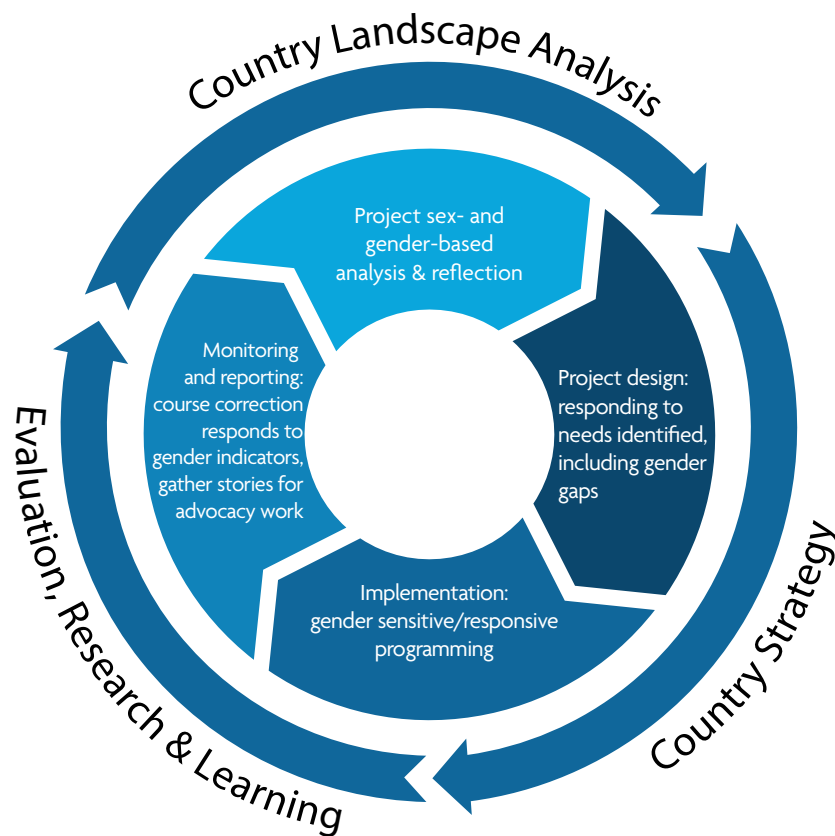 Country Landscape Analysis
Project sex- and
gender-based
analysis & reflection
Project design:
responding to
needs identified,
including gender
gaps
Country Strategy
Implementation:
gender sensitive/responsive
programming
Monitoring
and reporting:
course correction
responds to
gender indicators,
gather stories for
advocacy work
Evaluation, Research & Learning